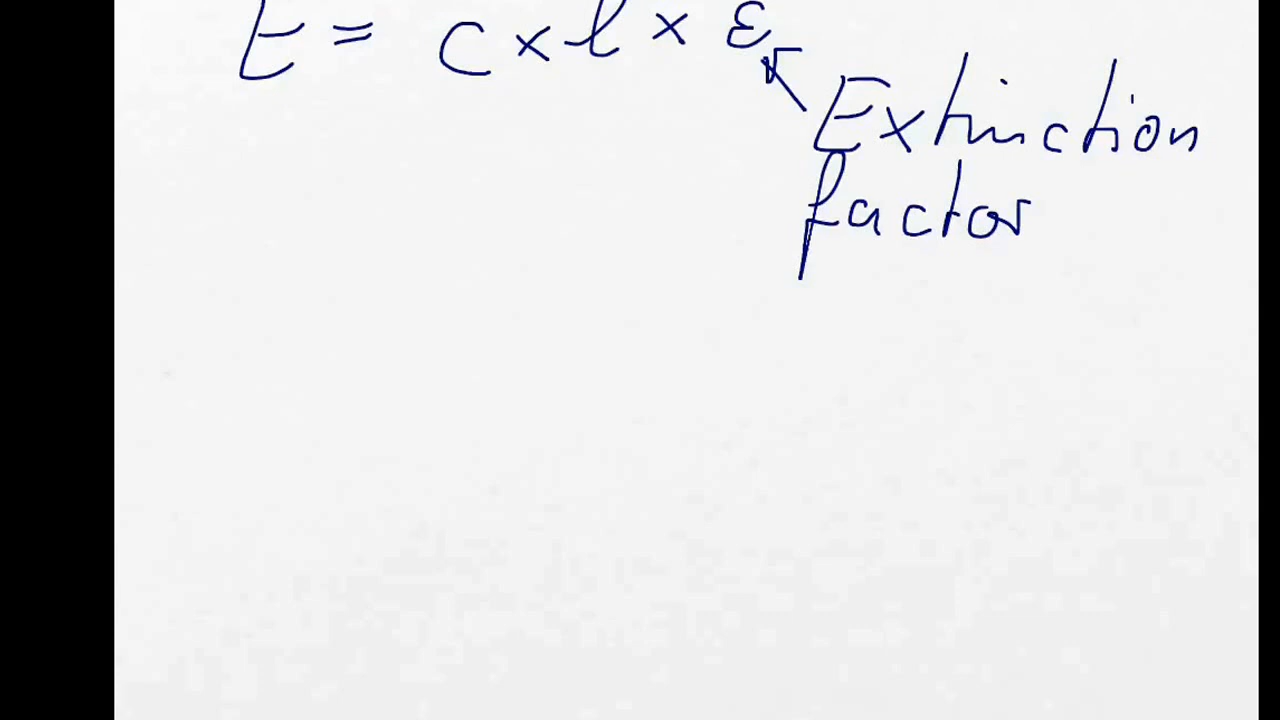 E = c × l × ε
Extinction
factor